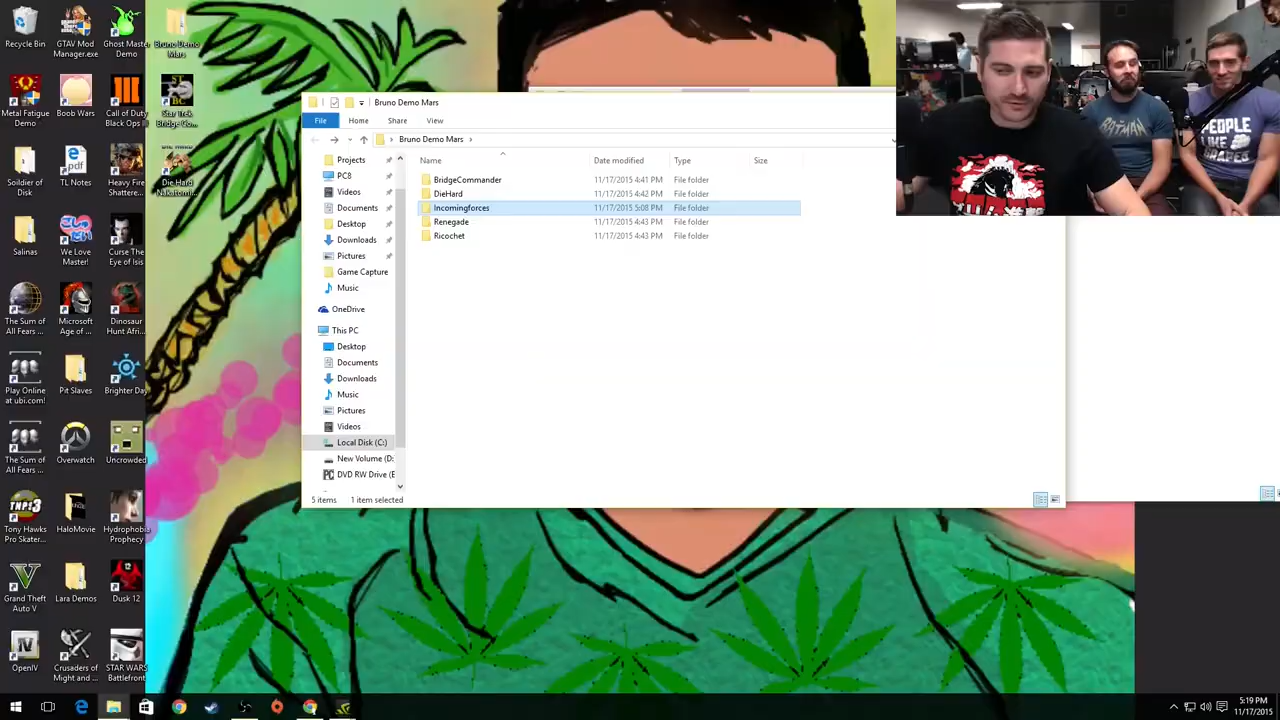 Recycle Bin
GTAV Mod Manager.exe
Ghost Master Demo
Bruno Demo Mars
Metal Fatigue
Boob Wars
Call of Duty Black Ops III
Star Trek Bridge Co...
Soldier of
TL Notes
Heavy Fire Shattere...
Die Hard Nakatomi...
Salinas
We Love Master!
Curse The Eye of Isis
The Sum of All Fears ...
Microsoft Age of ...
Dinosaur Hunt Afri...
Play Online at ubi.com!
Pit Slaves
Brighter Day
The Sum of All Fears ...
Overwatch
Uncrowded
Tony Hawks Pro Skater...
HaloMovie
Hydrophobia Prophecy
Grand Theft Auto V
Lara Demos
Dusk 12
OpenIV
Crusaders of Might and ...
STAR WARS Battlefront
Bruno Demo Mars
File Home Share View
Bruno Demo Mars
Projects
PC8
Videos
Documents
Desktop
Downloads
Pictures
Game Capture
Music
OneDrive
This PC
Desktop
Documents
Downloads
Music
Pictures
Videos
Local Disk (C:)
New Volume (D:
DVD RW Drive (E
Name Date modified Type Size
BridgeCommander 11/17/2015 4:41 PM File folder
DieHard 11/17/2015 4:42 PM File folder
Incomingforces 11/17/2015 5:08 PM File folder
Renegade 11/17/2015 4:43 PM File folder
Ricochet 11/17/2015 4:43 PM File folder
5 items 1 item selected
BATMAN
PEOPLE
LIKE
GRAPES
5:19 PM
11/17/2015